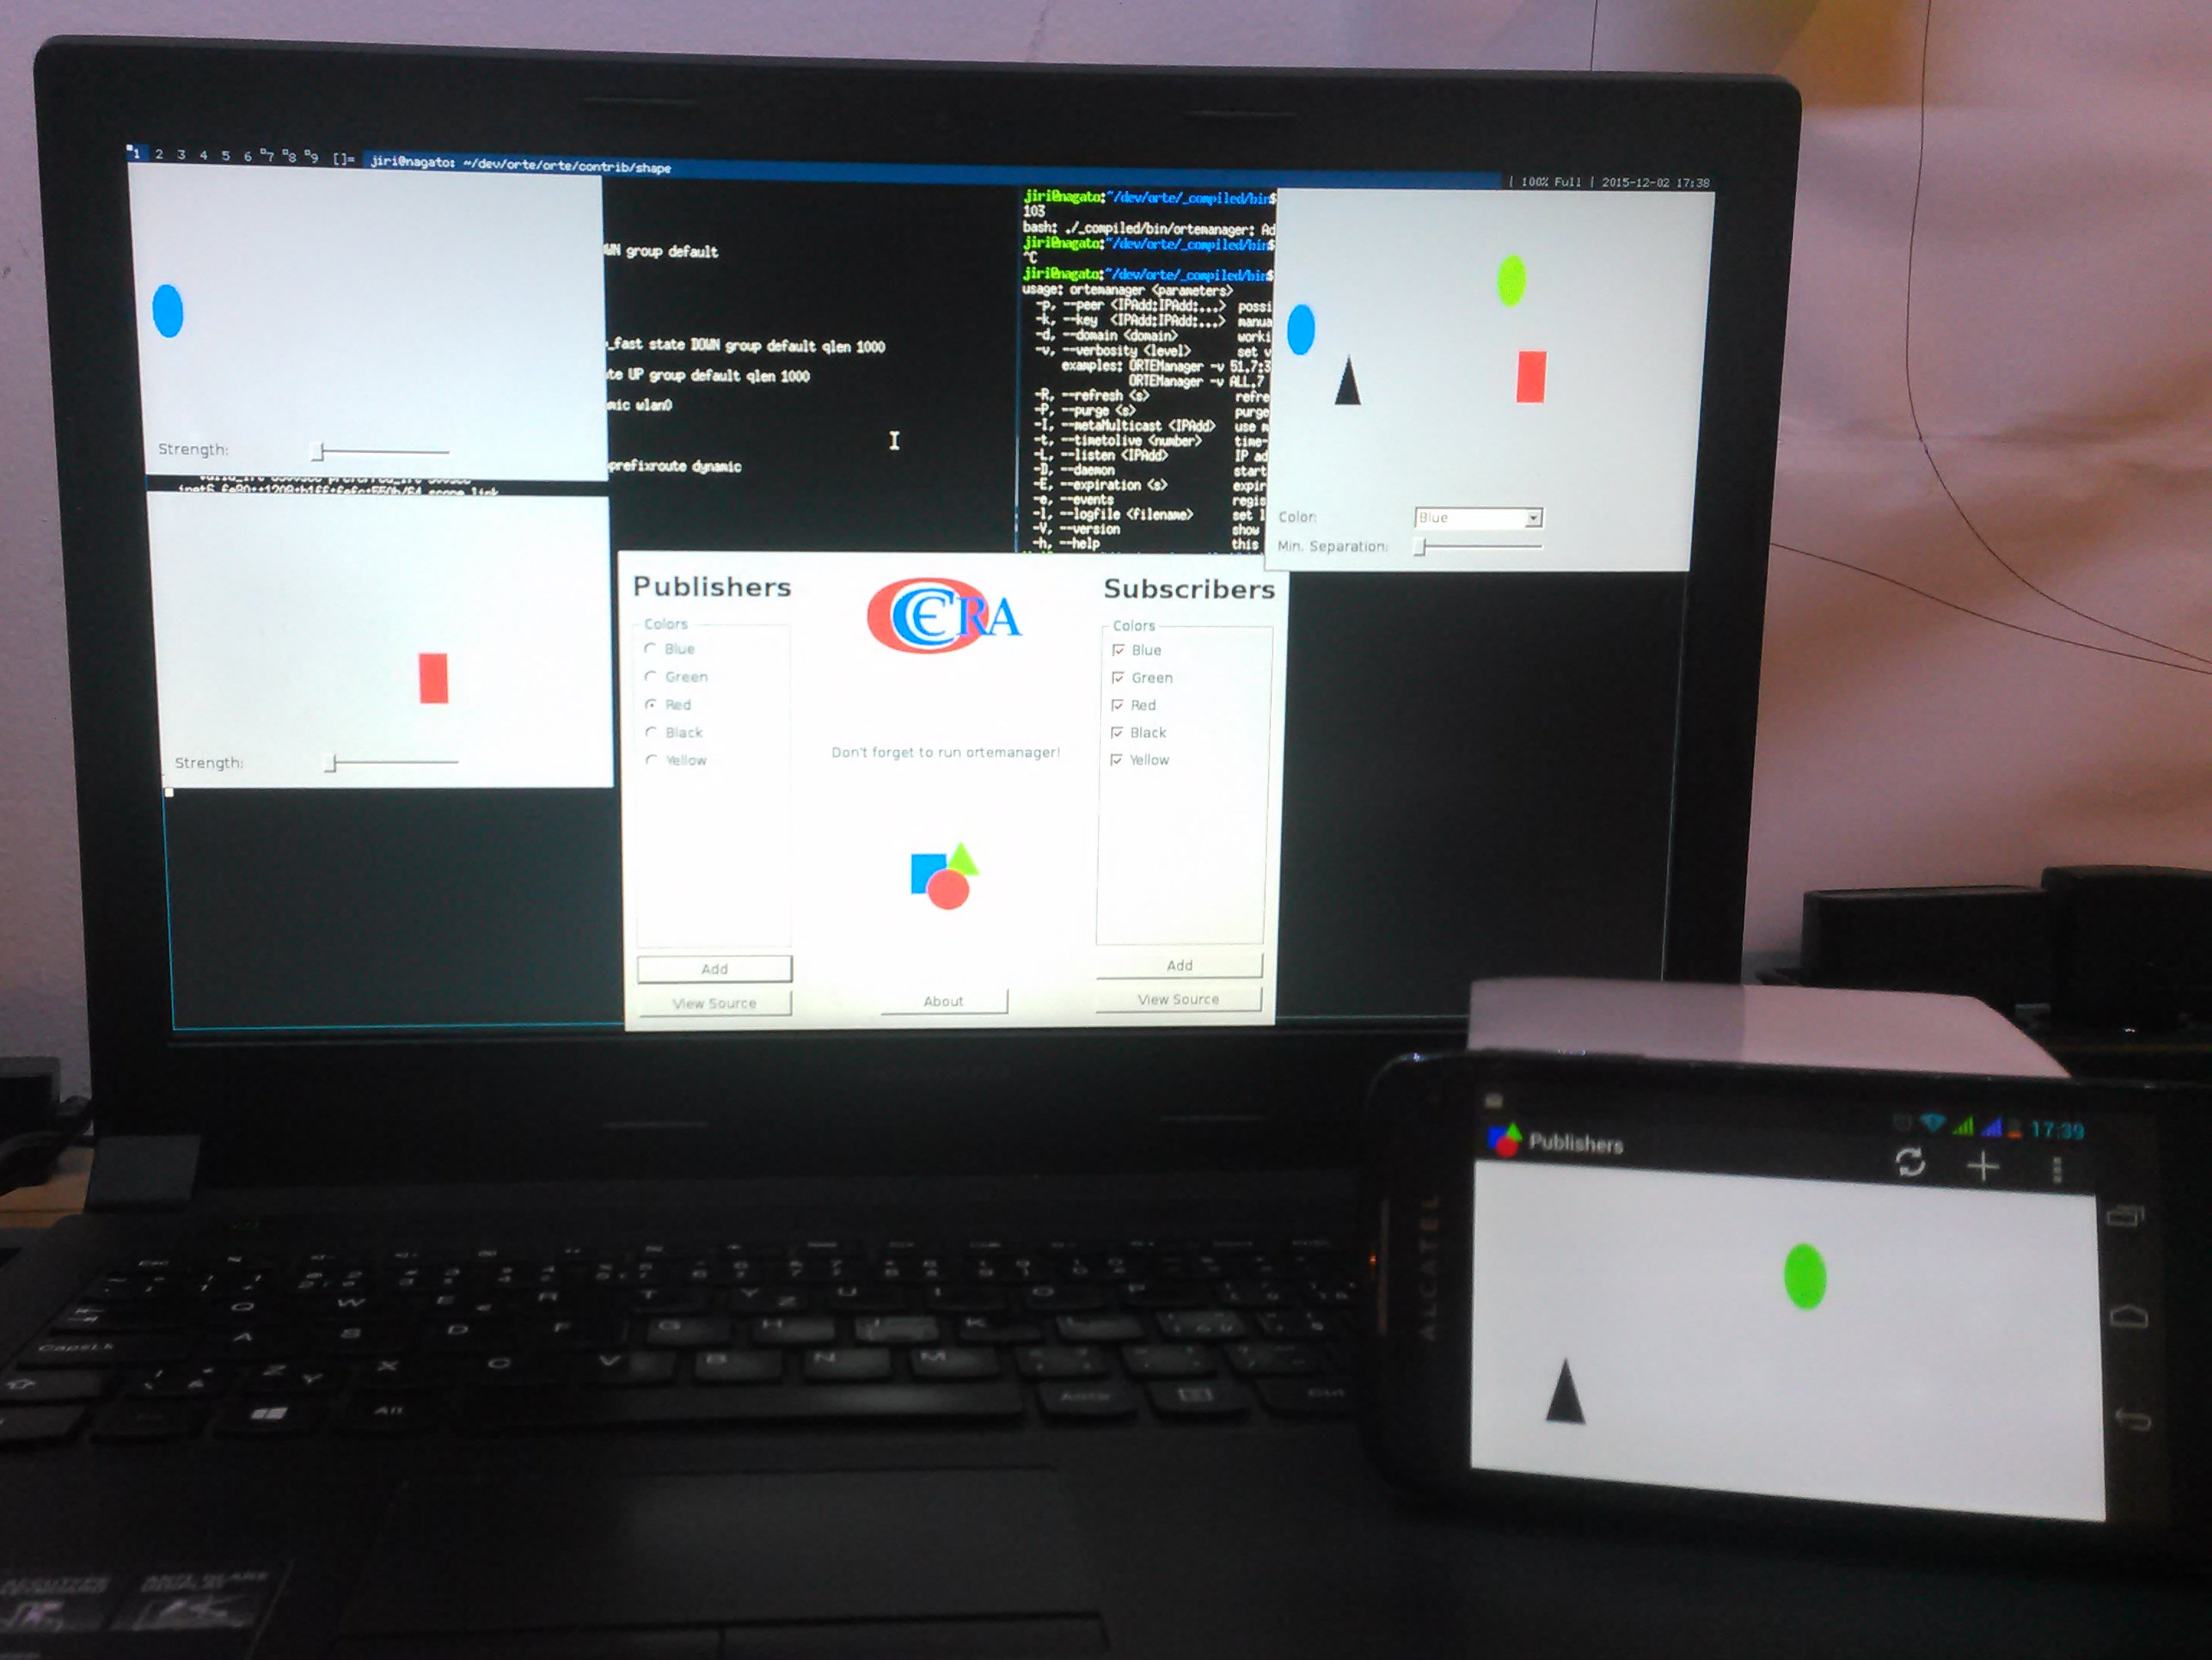 1 2 3 4 5 6 7 8 9 []= jiri@nagato: ~/dev/orte/orte/contrib/shape
| 100% Full | 2015-12-02 17:38
Strength:
inet6 scope link
Strength:
group default
_fast state DOWN group default qlen 1000
te UP group default qlen 1000
mic wlan0
prefixroute dynamic
jiri@nagato:~/dev/orte/_compiled/bin$
103
bash: ./_compiled/bin/ortemanager: Ad
jiri@nagato:~/dev/orte/_compiled/bin$
^C
jiri@nagato:~/dev/orte/_compiled/bin$
usage: ortemanager <parameters>
-p, --peer <IPAdd:IPAdd:...> possi
-k, --key <IPAdd:IPAdd:...> manua
-d, --domain <domain> worki
-v, --verbosity <level> set v
examples: ORTEManager -v 51.7:3
ORTEManager -v ALL.7
-R, --refresh <s> refre
-P, --purge <s> purge
-I, --metaMulticast <IPAdd> use m
-t, --timetolive <number> time-
-L, --listen <IPAdd> IP ad
-D, --daemon start
-E, --expiration <s> expir
-e, --events regis
-l, --logfile <filename> set l
-V, --version show
-h, --help this
Color: Blue
Min. Separation:
Publishers
Colors
Blue
Green
Red
Black
Yellow
Add
View Source
OCERA
Don't forget to run ortemanager!
About
Subscribers
Colors
Blue
Green
Red
Black
Yellow
Add
View Source
ALCATEL
17:39
Publishers
Q W E R T Y Z U I O P
CapsLk A S D F G H J K L
Z Y X C V B N M
Alt